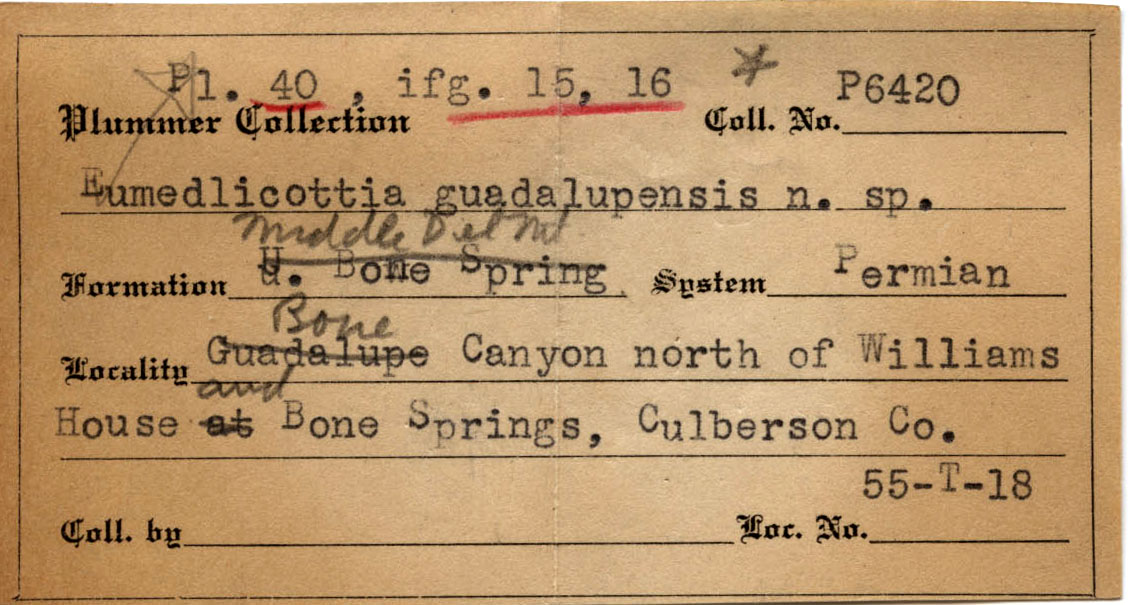 Pl. 40 , ifg. 15, 16 * P6420
Plummer Collection Coll. No.
Eumedlicottia guadalupensis n. sp.
Middle Del Mt.
Formation U. Bone Spring System Permian
Bone
Locality Guadalupe Canyon north of Williams
and
House at Bone Springs, Culberson Co.
55-T-18
Coll. by Loc. No.